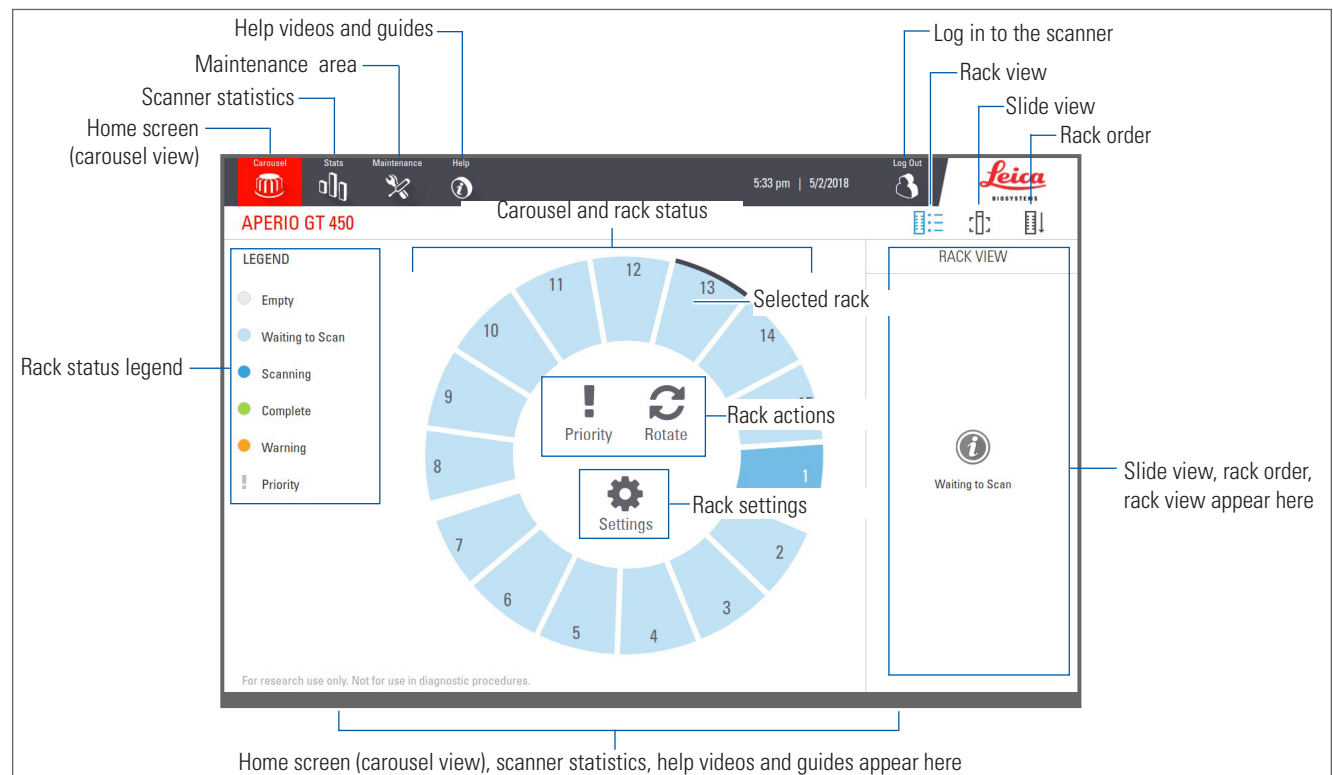 Help videos and guides
Log in to the scanner
Maintenance area
Rack view
Scanner statistics
Slide view
Home screen
(carousel view)
Rack order
Carousel
Stats
Maintenance
Help
5:33 pm | 5/2/2018
Log Out
Leica
BIOSYSTEMS
APERIO GT 450
Carousel and rack status
LEGEND
Empty
Waiting to Scan
Scanning
Complete
Warning
Priority
Rack status legend
12
11
13
Selected rack
10
14
9
8
1
7
2
6
3
5
4
Priority
Rotate
Rack actions
Settings
Rack settings
RACK VIEW
Waiting to Scan
Slide view, rack order,
rack view appear here
For research use only. Not for use in diagnostic procedures.
Home screen (carousel view), scanner statistics, help videos and guides appear here